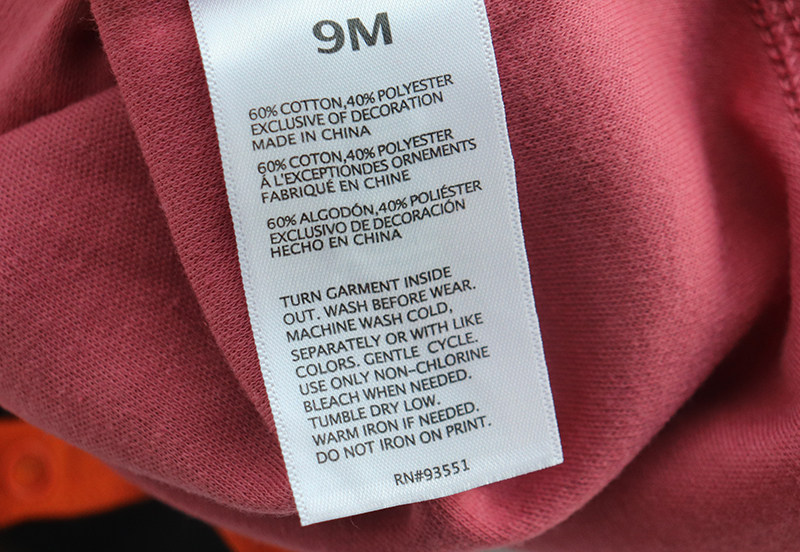 9M
60% COTTON,40% POLYESTER
EXCLUSIVE OF DECORATION
MADE IN CHINA
60% COTON,40% POLYESTER
Á L'EXCEPTIONDES ORNEMENTS
FABRIQUÉ EN CHINE
60% ALGODÓN,40% POLIÉSTER
EXCLUSIVO DE DECORACIÓN
HECHO EN CHINA
TURN GARMENT INSIDE
OUT. WASH BEFORE WEAR.
MACHINE WASH COLD,
SEPARATELY OR WITH LIKE
COLORS. GENTLE CYCLE.
USE ONLY NON-CHLORINE
BLEACH WHEN NEEDED.
TUMBLE DRY LOW.
WARM IRON IF NEEDED.
DO NOT IRON ON PRINT.
RN#93551